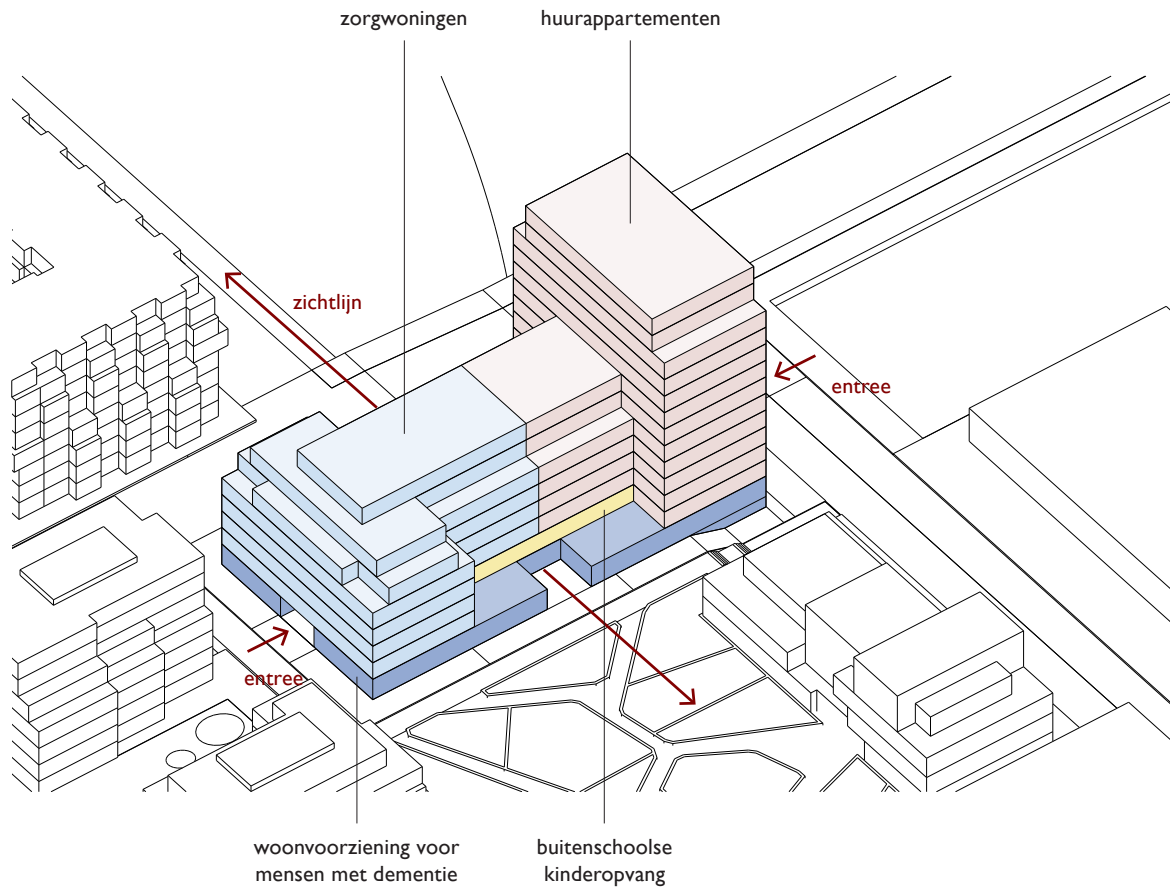 zorgwoningen
huurappartementen
zichtlijn
entree
entree
woonvoorziening voor
mensen met dementie
buitenschoolse
kinderopvang